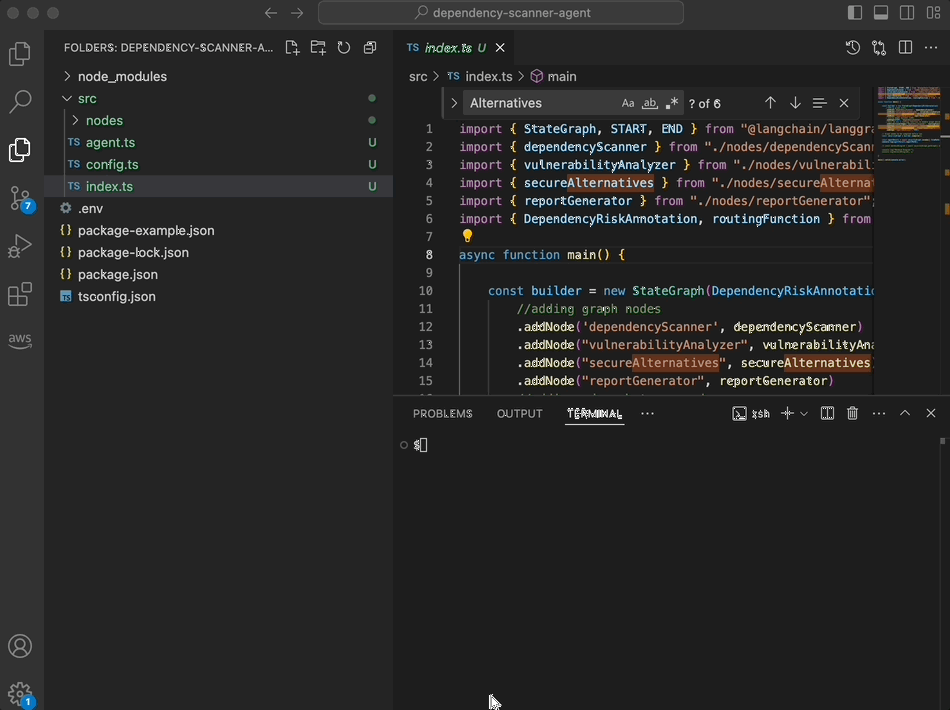 dependency-scanner-agent
FOLDERS: DEPENDENCY-SCANNER-A...
node_modules
src
nodes
TS agent.ts U
TS config.ts U
TS index.ts U
.env
{} package-example.json
{} package-lock.json
{} package.json
TS tsconfig.json
7
aws
1
TS index.ts U
src > TS index.ts > main
Alternatives Aa ab ? of 6
1 import { StateGraph, START, END } from "@langchain/langgra
2 import { dependencyScanner } from "./nodes/dependencyScan
3 import { vulnerabilityAnalyzer } from "./nodes/vulnerabil
4 import { secureAlternatives } from "./nodes/secureAlterna
5 import { reportGenerator } from "./nodes/reportGenerator";
6 import { DependencyRiskAnnotation, routingFunction } from
7
8 async function main() {
9
10 const builder = new StateGraph(DependencyRiskAnnotatio
11 //adding graph nodes
12 .addNode('dependencyScanner', dependencyScanner)
13 .addNode("vulnerabilityAnalyzer", vulnerabilityAna
14 .addNode("secureAlternatives", secureAlternatives
15 .addNode("reportGenerator", reportGenerator)
PROBLEMS OUTPUT TERMINAL ... zsh
$